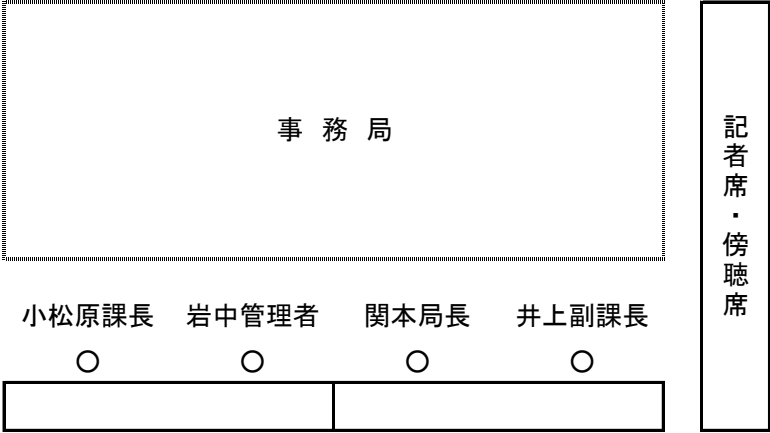 事 務 局
記者席・傍聴席
小松原課長 岩中管理者 関本局長 井上副課長
○ ○ ○ ○